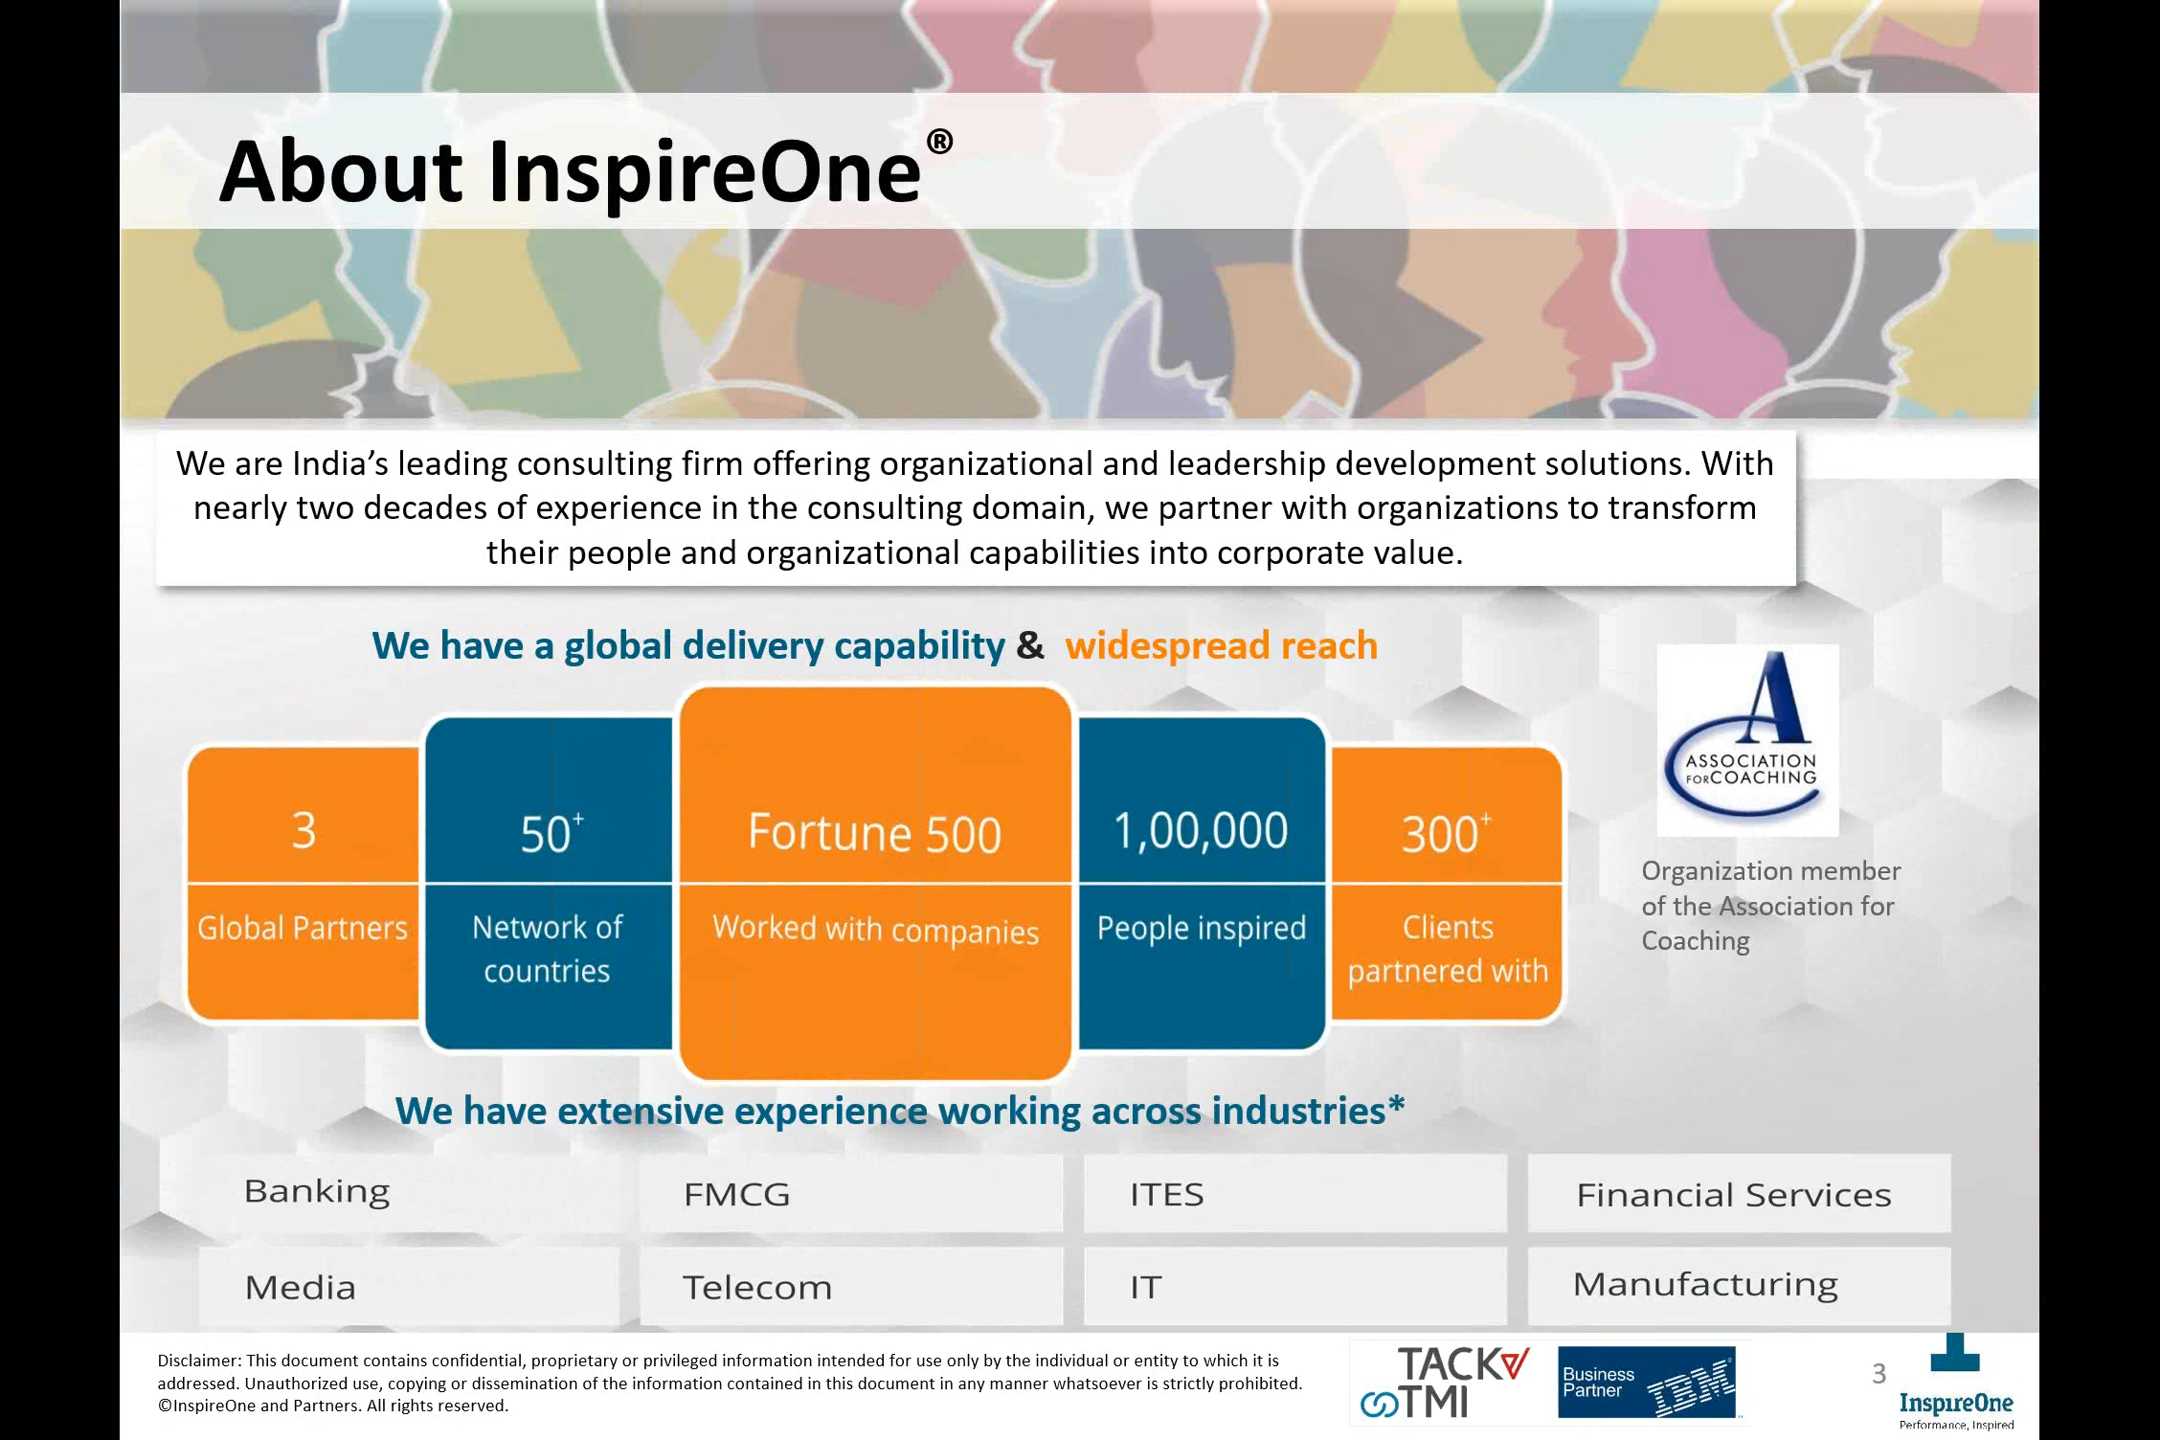 About InspireOne®
We are India’s leading consulting firm offering organizational and leadership development solutions. With
nearly two decades of experience in the consulting domain, we partner with organizations to transform
their people and organizational capabilities into corporate value.
We have a global delivery capability & widespread reach
3
Global Partners
50+
Network of
countries
Fortune 500
Worked with companies
1,00,000
People inspired
300+
Clients
partnered with
ASSOCIATION
FOR COACHING
Organization member
of the Association for
Coaching
We have extensive experience working across industries*
Banking
FMCG
ITES
Financial Services
Media
Telecom
IT
Manufacturing
Disclaimer: This document contains confidential, proprietary or privileged information intended for use only by the individual or entity to which it is
addressed. Unauthorized use, copying or dissemination of the information contained in this document in any manner whatsoever is strictly prohibited.
©InspireOne and Partners. All rights reserved.
TACK
TMI
Business
Partner
IBM
3
InspireOne
Performance, Inspired